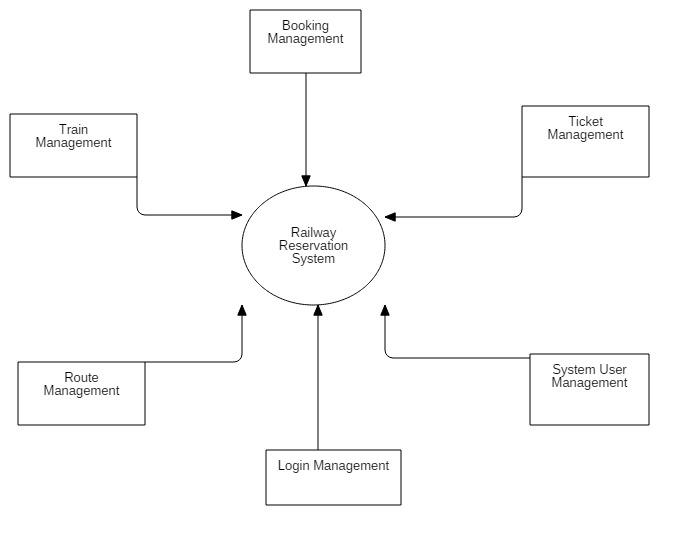 Booking
Management
Train
Management
Ticket
Management
Railway
Reservation
System
Route
Management
System User
Management
Login Management